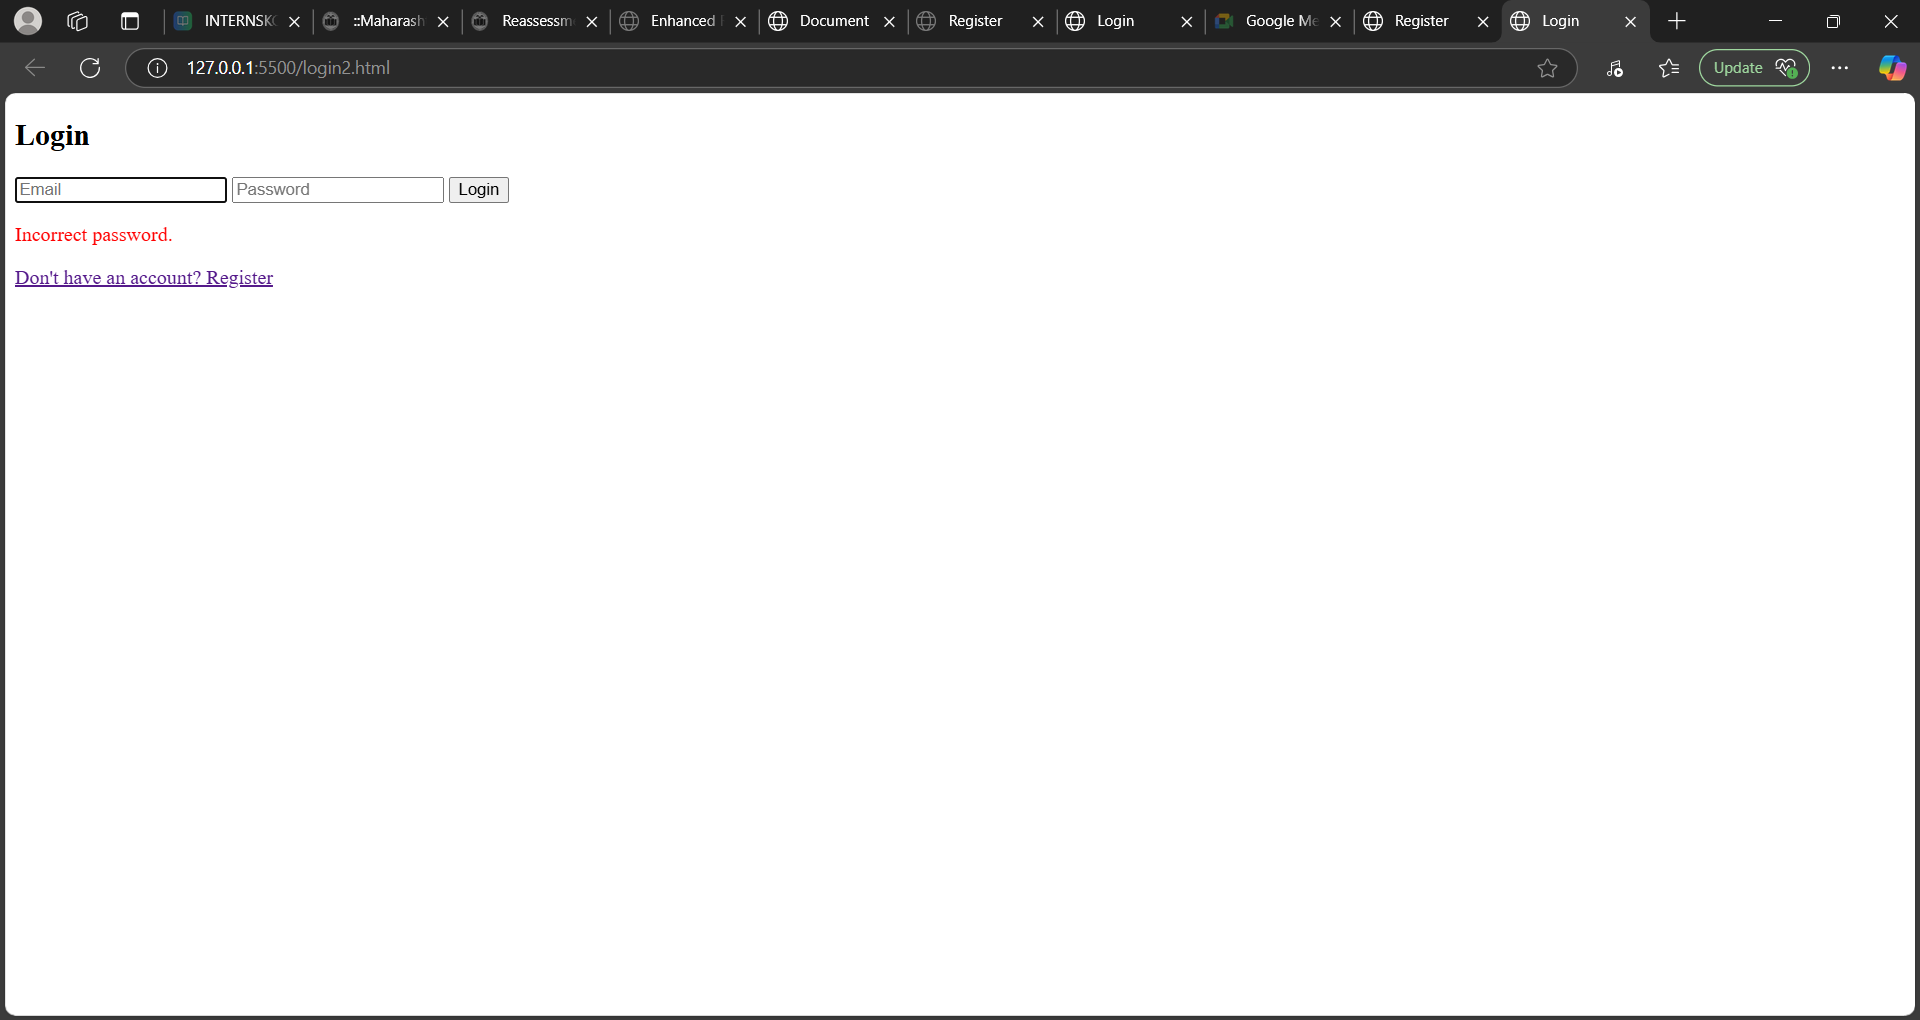 INTERNSK
::Maharash
Reassessm
Enhanced
Document
Register
Login
Google Me
Register
Login
127.0.0.1:5500/login2.html
Update
Login
Email
Password
Login
Incorrect password.
Don't have an account? Register